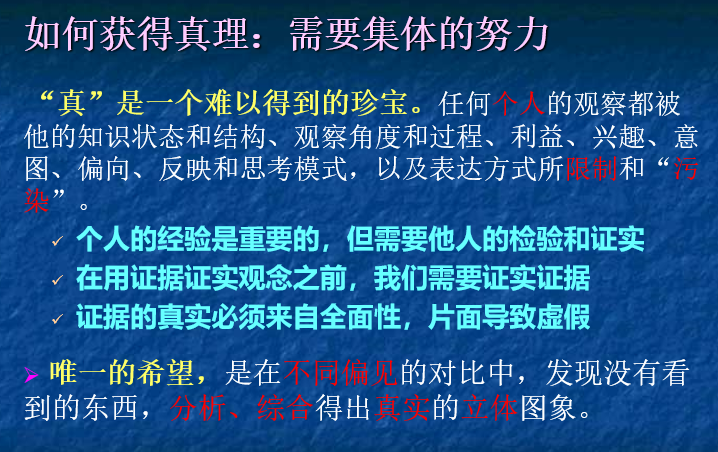 如何获得真理：需要集体的努力
“真”是一个难以得到的珍宝。任何个人的观察都被
他的知识状态和结构、观察角度和过程、利益、兴趣、意
图、偏向、反映和思考模式，以及表达方式所限制和“污
染”。
个人的经验是重要的，但需要他人的检验和证实
在用证据证实观念之前，我们需要证实证据
证据的真实必须来自全面性，片面导致虚假
唯一的希望，是在不同偏见的对比中，发现没有看
到的东西，分析、综合得出真实的立体图象。